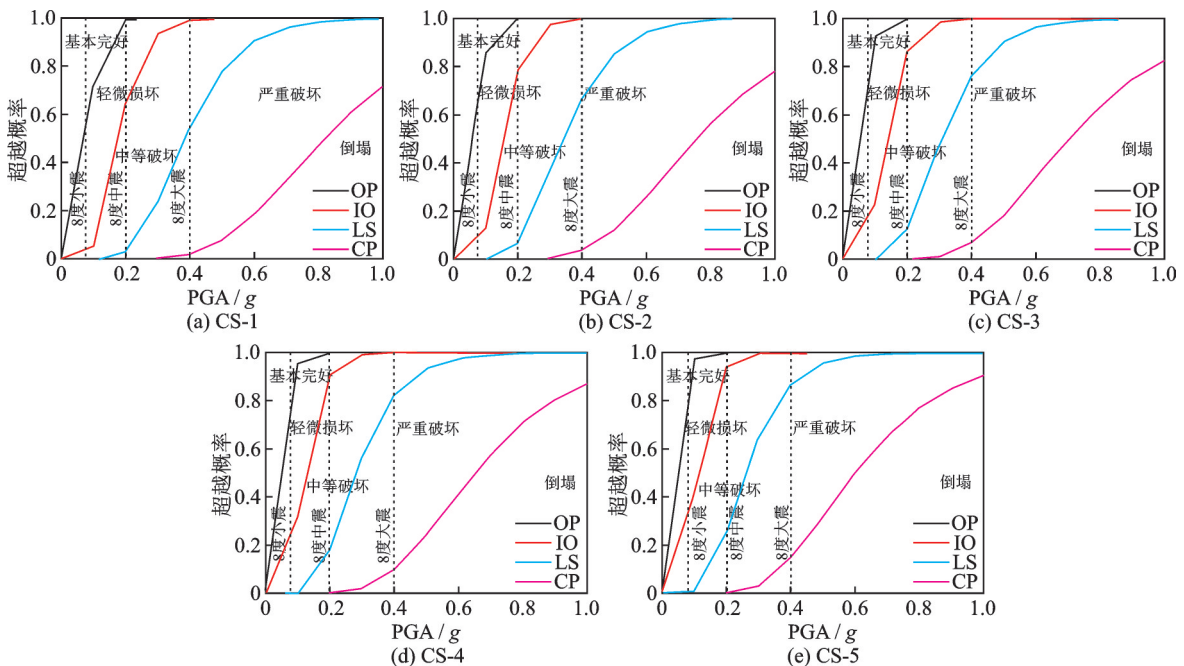 1.0
0.8
0.6
0.4
0.2
0
超越概率
基本完好
轻微损坏
中等破坏
严重破坏
倒塌
8度小震
8度中震
8度大震
OP
IO
LS
CP
0 0.2 0.4 0.6 0.8 1.0
PGA / g
(a) CS-1
1.0
0.8
0.6
0.4
0.2
0
超越概率
基本完好
轻微损坏
中等破坏
严重破坏
倒塌
8度小震
8度中震
8度大震
OP
IO
LS
CP
0 0.2 0.4 0.6 0.8 1.0
PGA / g
(b) CS-2
1.0
0.8
0.6
0.4
0.2
0
超越概率
基本完好
轻微损坏
中等破坏
严重破坏
倒塌
8度小震
8度中震
8度大震
OP
IO
LS
CP
0 0.2 0.4 0.6 0.8 1.0
PGA / g
(c) CS-3
1.0
0.8
0.6
0.4
0.2
0
超越概率
基本完好
轻微损坏
中等破坏
严重破坏
倒塌
8度小震
8度中震
8度大震
OP
IO
LS
CP
0 0.2 0.4 0.6 0.8 1.0
PGA / g
(d) CS-4
1.0
0.8
0.6
0.4
0.2
0
超越概率
基本完好
轻微损坏
中等破坏
严重破坏
倒塌
8度小震
8度中震
8度大震
OP
IO
LS
CP
0 0.2 0.4 0.6 0.8 1.0
PGA / g
(e) CS-5